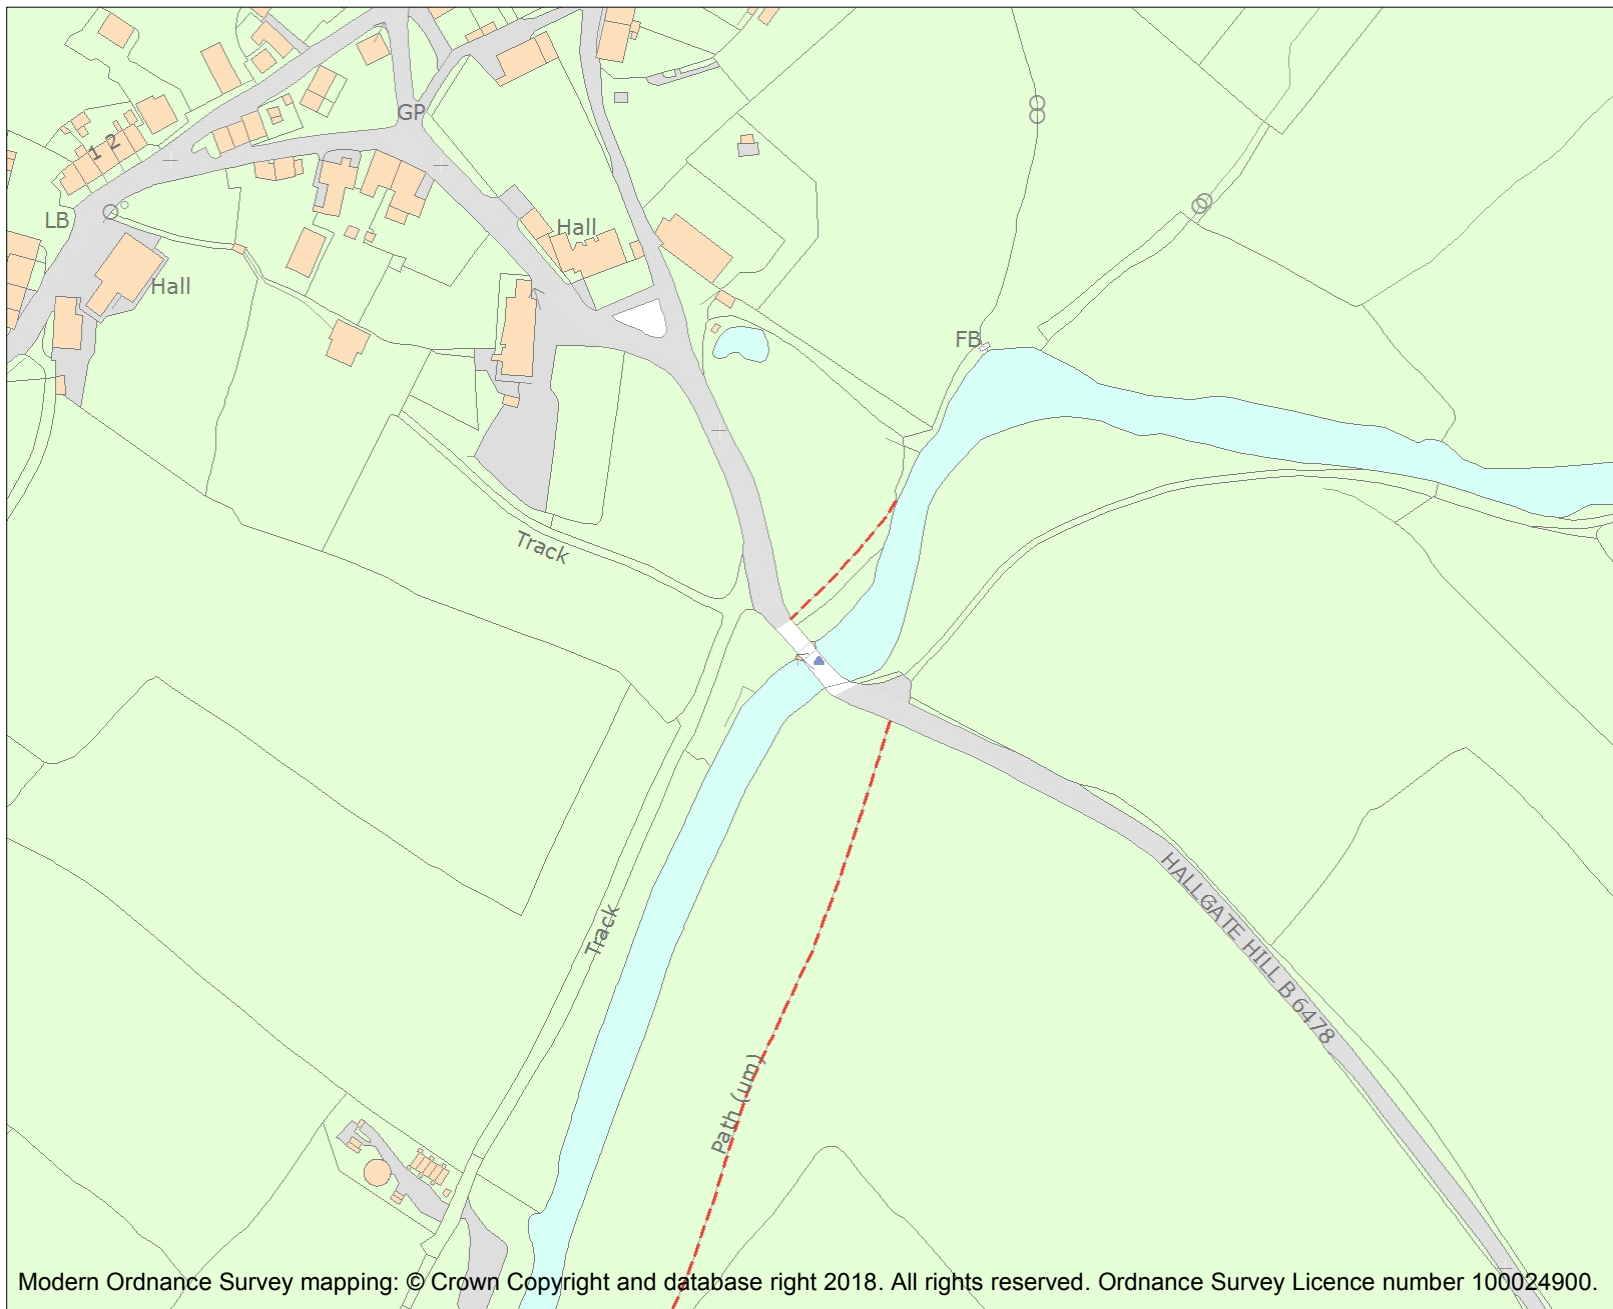 GP
1 2
LB
Hall
Hall
FB
Track
HALLGATE HILL B 6478
Track
Path (um)
Modern Ordnance Survey mapping: © Crown Copyright and database right 2018. All rights reserved. Ordnance Survey Licence number 100024900.